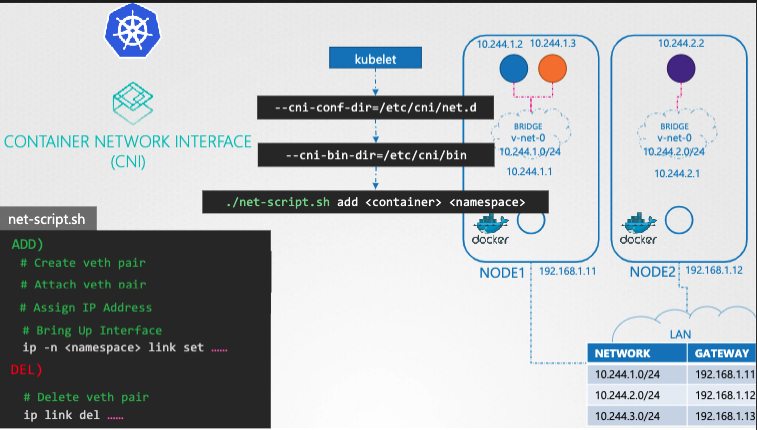 kubelet
--cni-conf-dir=/etc/cni/net.d
--cni-bin-dir=/etc/cni/bin
./net-script.sh add <container> <namespace>
CONTAINER NETWORK INTERFACE
(CNI)
net-script.sh
ADD)
# Create veth pair
# Attach veth pair
# Assign IP Address
# Bring Up Interface
ip -n <namespace> link set ……
DEL)
# Delete veth pair
ip link del ……
10.244.1.2 10.244.1.3
BRIDGE
v-net-0
10.244.1.0/24
10.244.1.1
docker
NODE1 192.168.1.11
10.244.2.2
BRIDGE
v-net-0
10.244.2.0/24
10.244.2.1
docker
NODE2 192.168.1.12
LAN
NETWORK GATEWAY
10.244.1.0/24 192.168.1.11
10.244.2.0/24 192.168.1.12
10.244.3.0/24 192.168.1.13